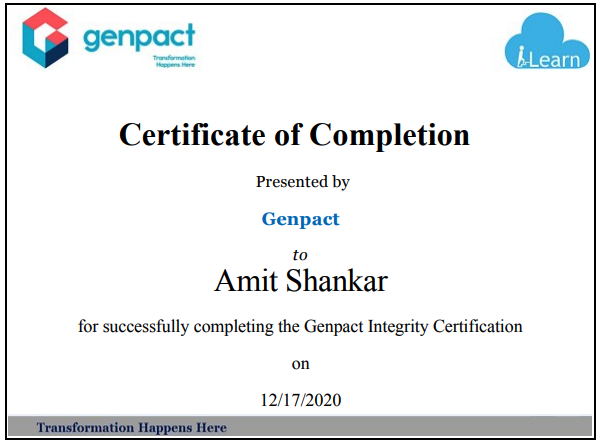 genpact
Transformation
Happens Here
iLearn
Certificate of Completion
Presented by
Genpact
to
Amit Shankar
for successfully completing the Genpact Integrity Certification
on
12/17/2020
Transformation Happens Here